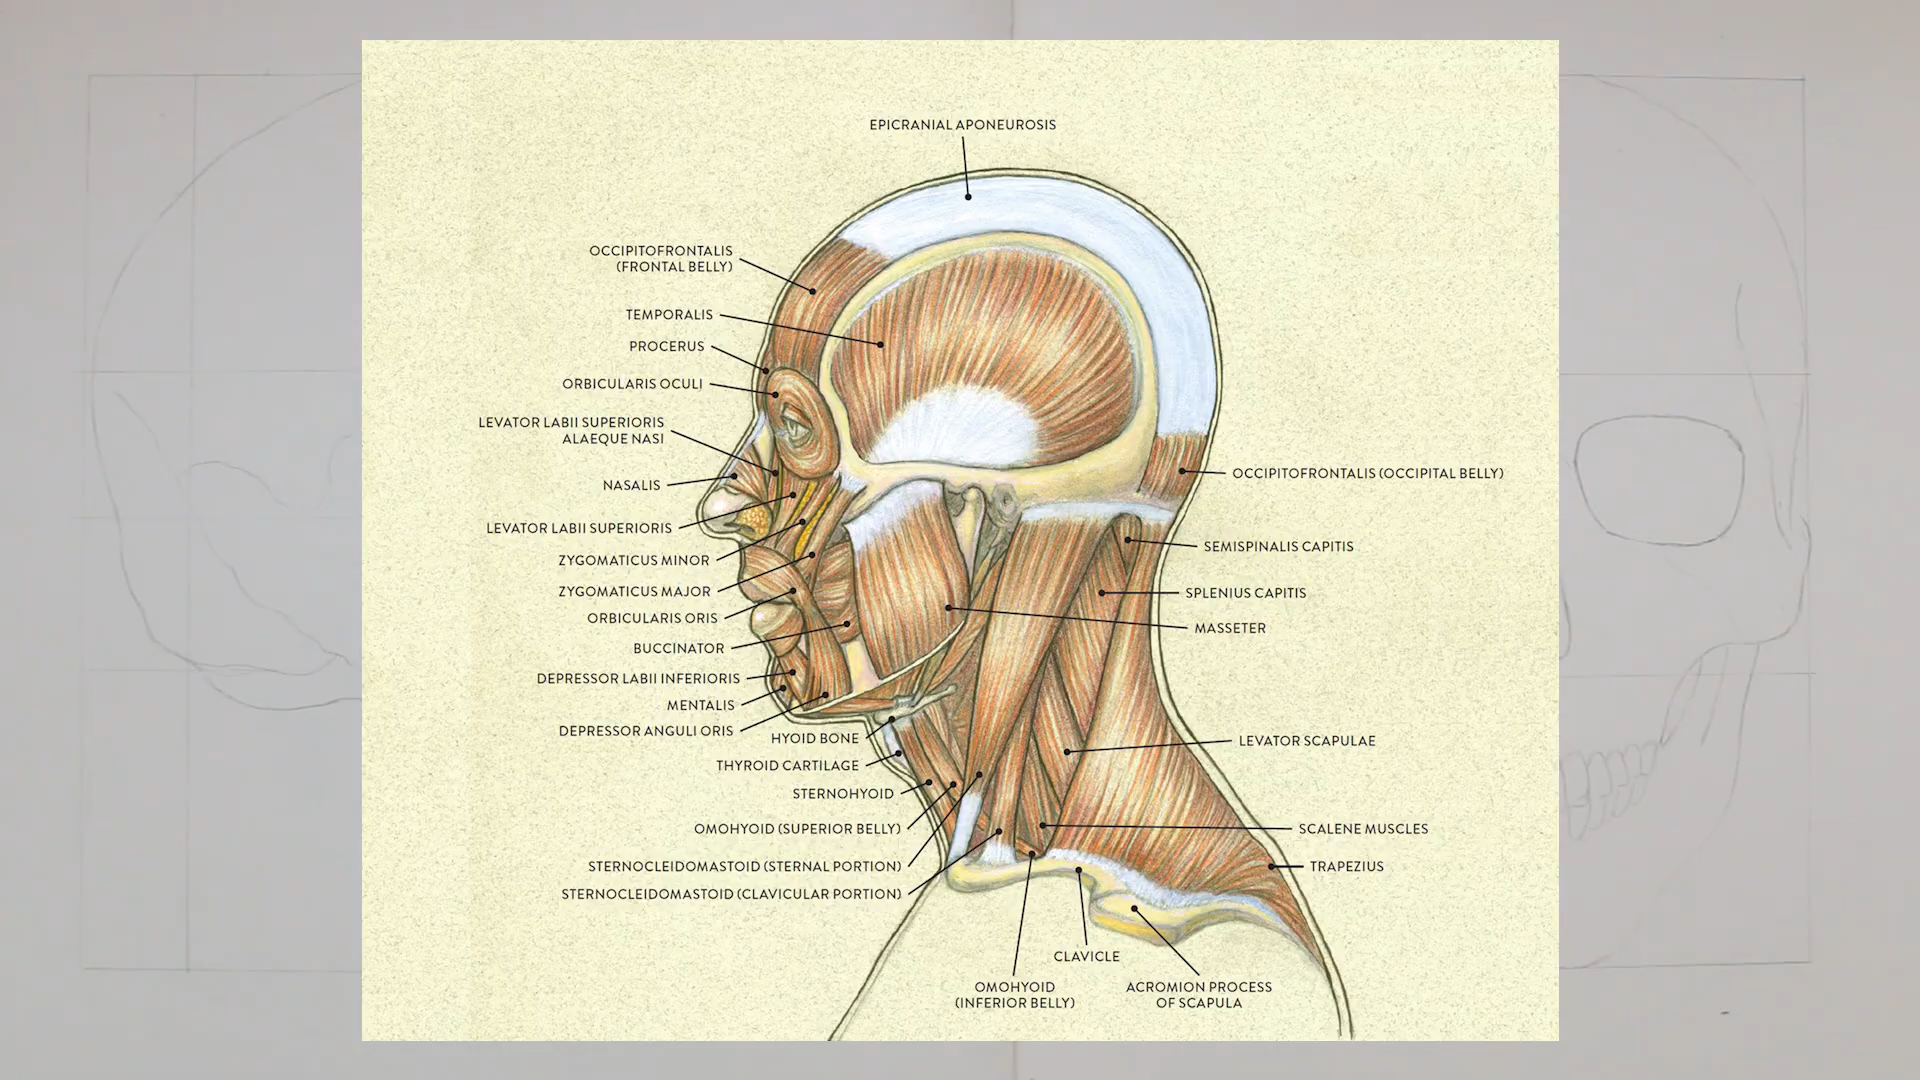 EPICRANIAL APONEUROSIS
OCCIPITOFRONTALIS
(FRONTAL BELLY)
TEMPORALIS
PROCERUS
ORBICULARIS OCULI
LEVATOR LABII SUPERIORIS
ALAEQUE NASI
NASALIS
LEVATOR LABII SUPERIORIS
ZYGOMATICUS MINOR
ZYGOMATICUS MAJOR
ORBICULARIS ORIS
BUCCINATOR
DEPRESSOR LABII INFERIORIS
MENTALIS
DEPRESSOR ANGULI ORIS
HYOID BONE
THYROID CARTILAGE
STERNOHYOID
OMOHYOID (SUPERIOR BELLY)
STERNOCLEIDOMASTOID (STERNAL PORTION)
STERNOCLEIDOMASTOID (CLAVICULAR PORTION)
OCCIPITOFRONTALIS (OCCIPITAL BELLY)
SEMISPINALIS CAPITIS
SPLENIUS CAPITIS
MASSETER
LEVATOR SCAPULAE
SCALENE MUSCLES
TRAPEZIUS
CLAVICLE
OMOHYOID
(INFERIOR BELLY)
ACROMION PROCESS
OF SCAPULA